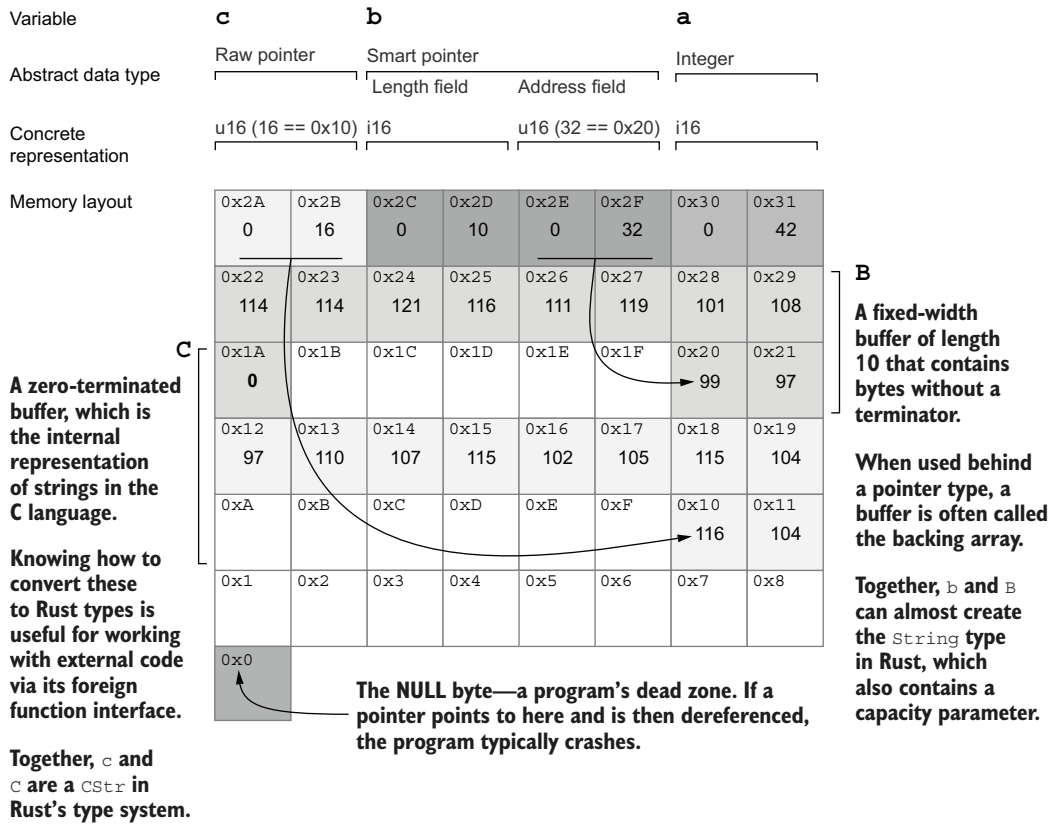 Variable
c b a
Abstract data type
Raw pointer Smart pointer Integer
Length field Address field
Concrete
representation
u16 (16 == 0x10) i16 u16 (32 == 0x20) i16
Memory layout
0x2A 0x2B 0x2C 0x2D 0x2E 0x2F 0x30 0x31
0 16 0 10 0 32 0 42
0x22 0x23 0x24 0x25 0x26 0x27 0x28 0x29
114 114 121 116 111 119 101 108
0x1A 0x1B 0x1C 0x1D 0x1E 0x1F 0x20 0x21
0 99 97
0x12 0x13 0x14 0x15 0x16 0x17 0x18 0x19
97 110 107 115 102 105 115 104
0xA 0xB 0xC 0xD 0xE 0xF 0x10 0x11
116 104
0x1 0x2 0x3 0x4 0x5 0x6 0x7 0x8
0x0
C
A zero-terminated
buffer, which is
the internal
representation
of strings in the
C language.
Knowing how to
convert these
to Rust types is
useful for working
with external code
via its foreign
function interface.
Together, c and
C are a CStr in
Rust's type system.
The NULL byte—a program's dead zone. If a
pointer points to here and is then dereferenced,
the program typically crashes.
B
A fixed-width
buffer of length
10 that contains
bytes without a
terminator.
When used behind
a pointer type, a
buffer is often called
the backing array.
Together, b and B
can almost create
the String type
in Rust, which
also contains a
capacity parameter.